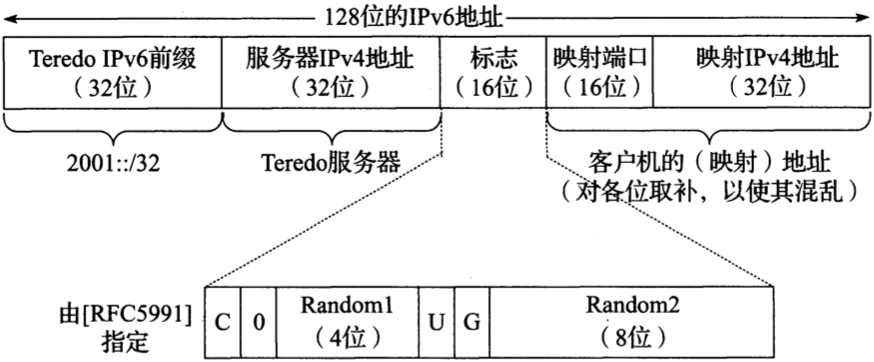 128位的IPv6地址
Teredo IPv6前缀
（32位）
服务器IPv4地址
（32位）
标志
（16位）
映射端口
（16位）
映射IPv4地址
（32位）
2001::/32
Teredo服务器
客户机的（映射）地址
（对各位取补，以使其混乱）
由[RFC5991]
指定
C
0
Random1
（4位）
U
G
Random2
（8位）